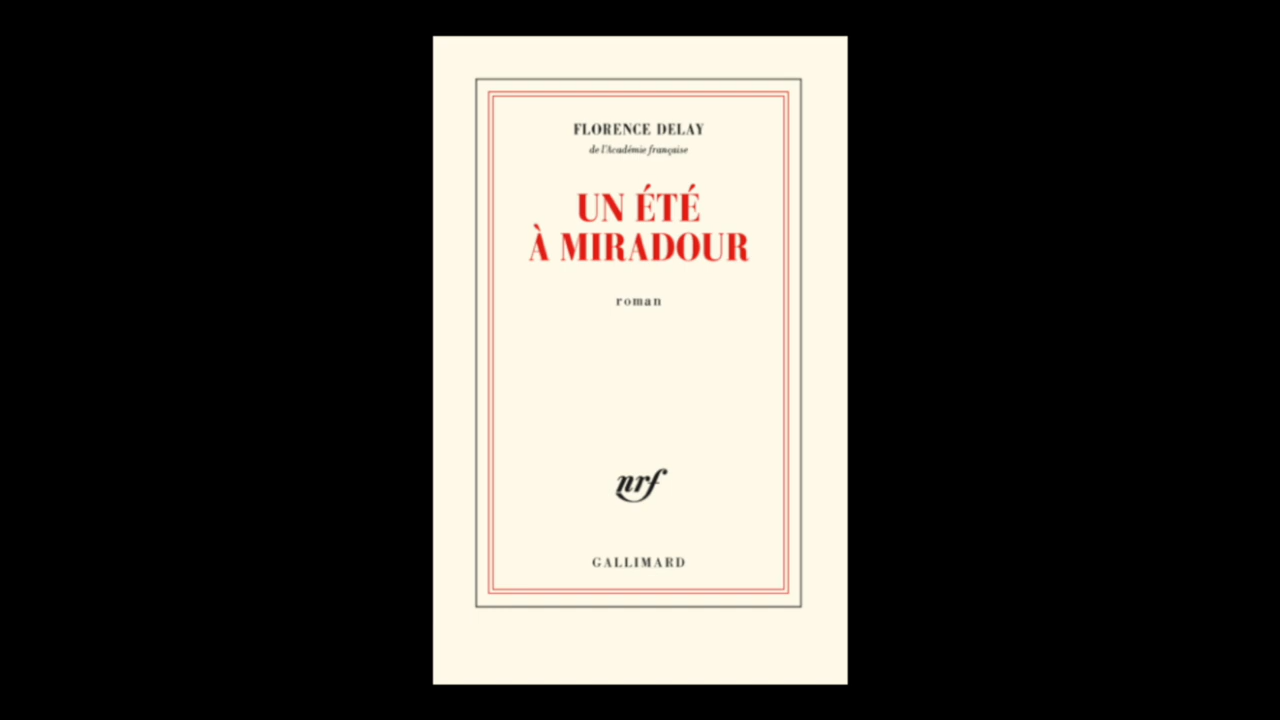 FLORENCE DELAY
de l'Académie française
UN ÉTÉ
À MIRADOUR
roman
nrf
GALLIMARD